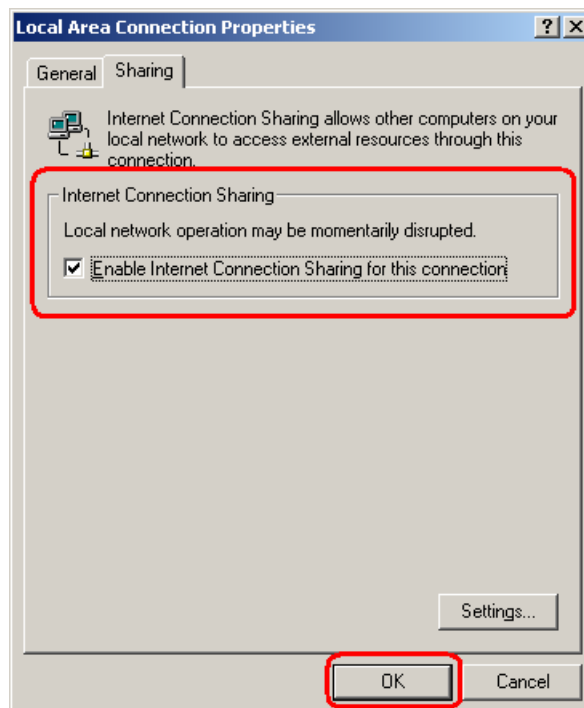 Local Area Connection Properties
General
Sharing
Internet Connection Sharing allows other computers on your
local network to access external resources through this
connection.
Internet Connection Sharing
Local network operation may be momentarily disrupted.
Enable Internet Connection Sharing for this connection
Settings...
OK
Cancel